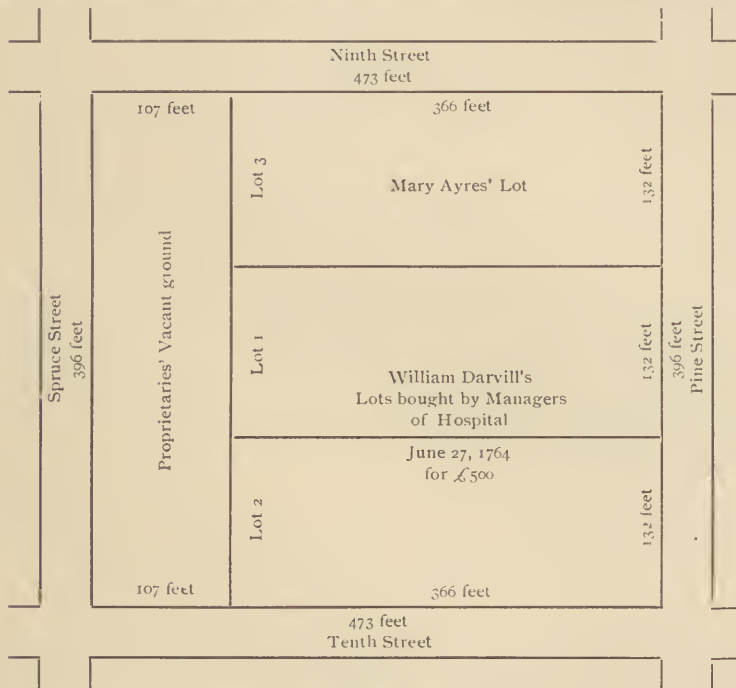 Ninth Street
473 feet
107 feet
366 feet
Lot 3
Mary Ayres' Lot
132 feet
Proprietaries' Vacant ground
Spruce Street
396 feet
Lot 1
William Darvill's
Lots bought by Managers
of Hospital
132 feet
396 feet
Pine Street
June 27, 1764
for £500
Lot 2
132 feet
107 feet
366 feet
473 feet
Tenth Street